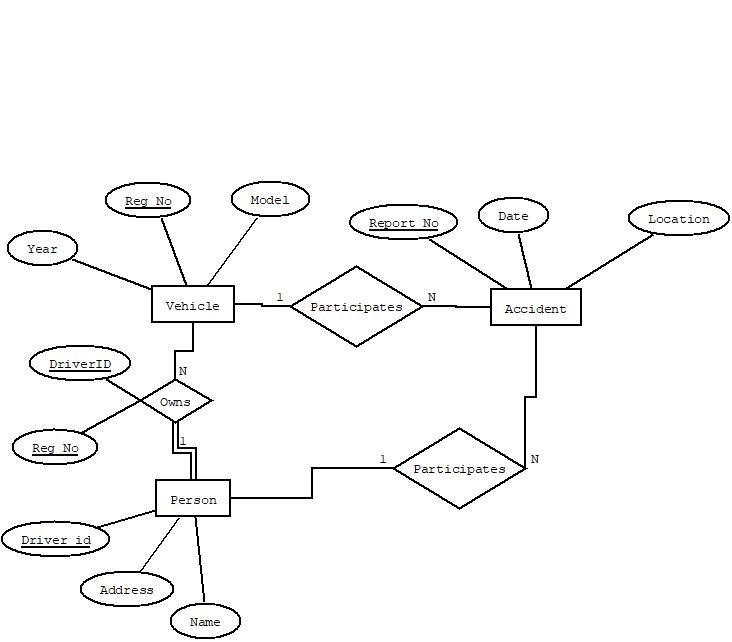 Reg No
Model
Year
Report No
Date
Location
Vehicle
1
Participates
N
Accident
DriverID
N
Owns
Reg No
1
1
Participates
N
Person
Driver id
Address
Name